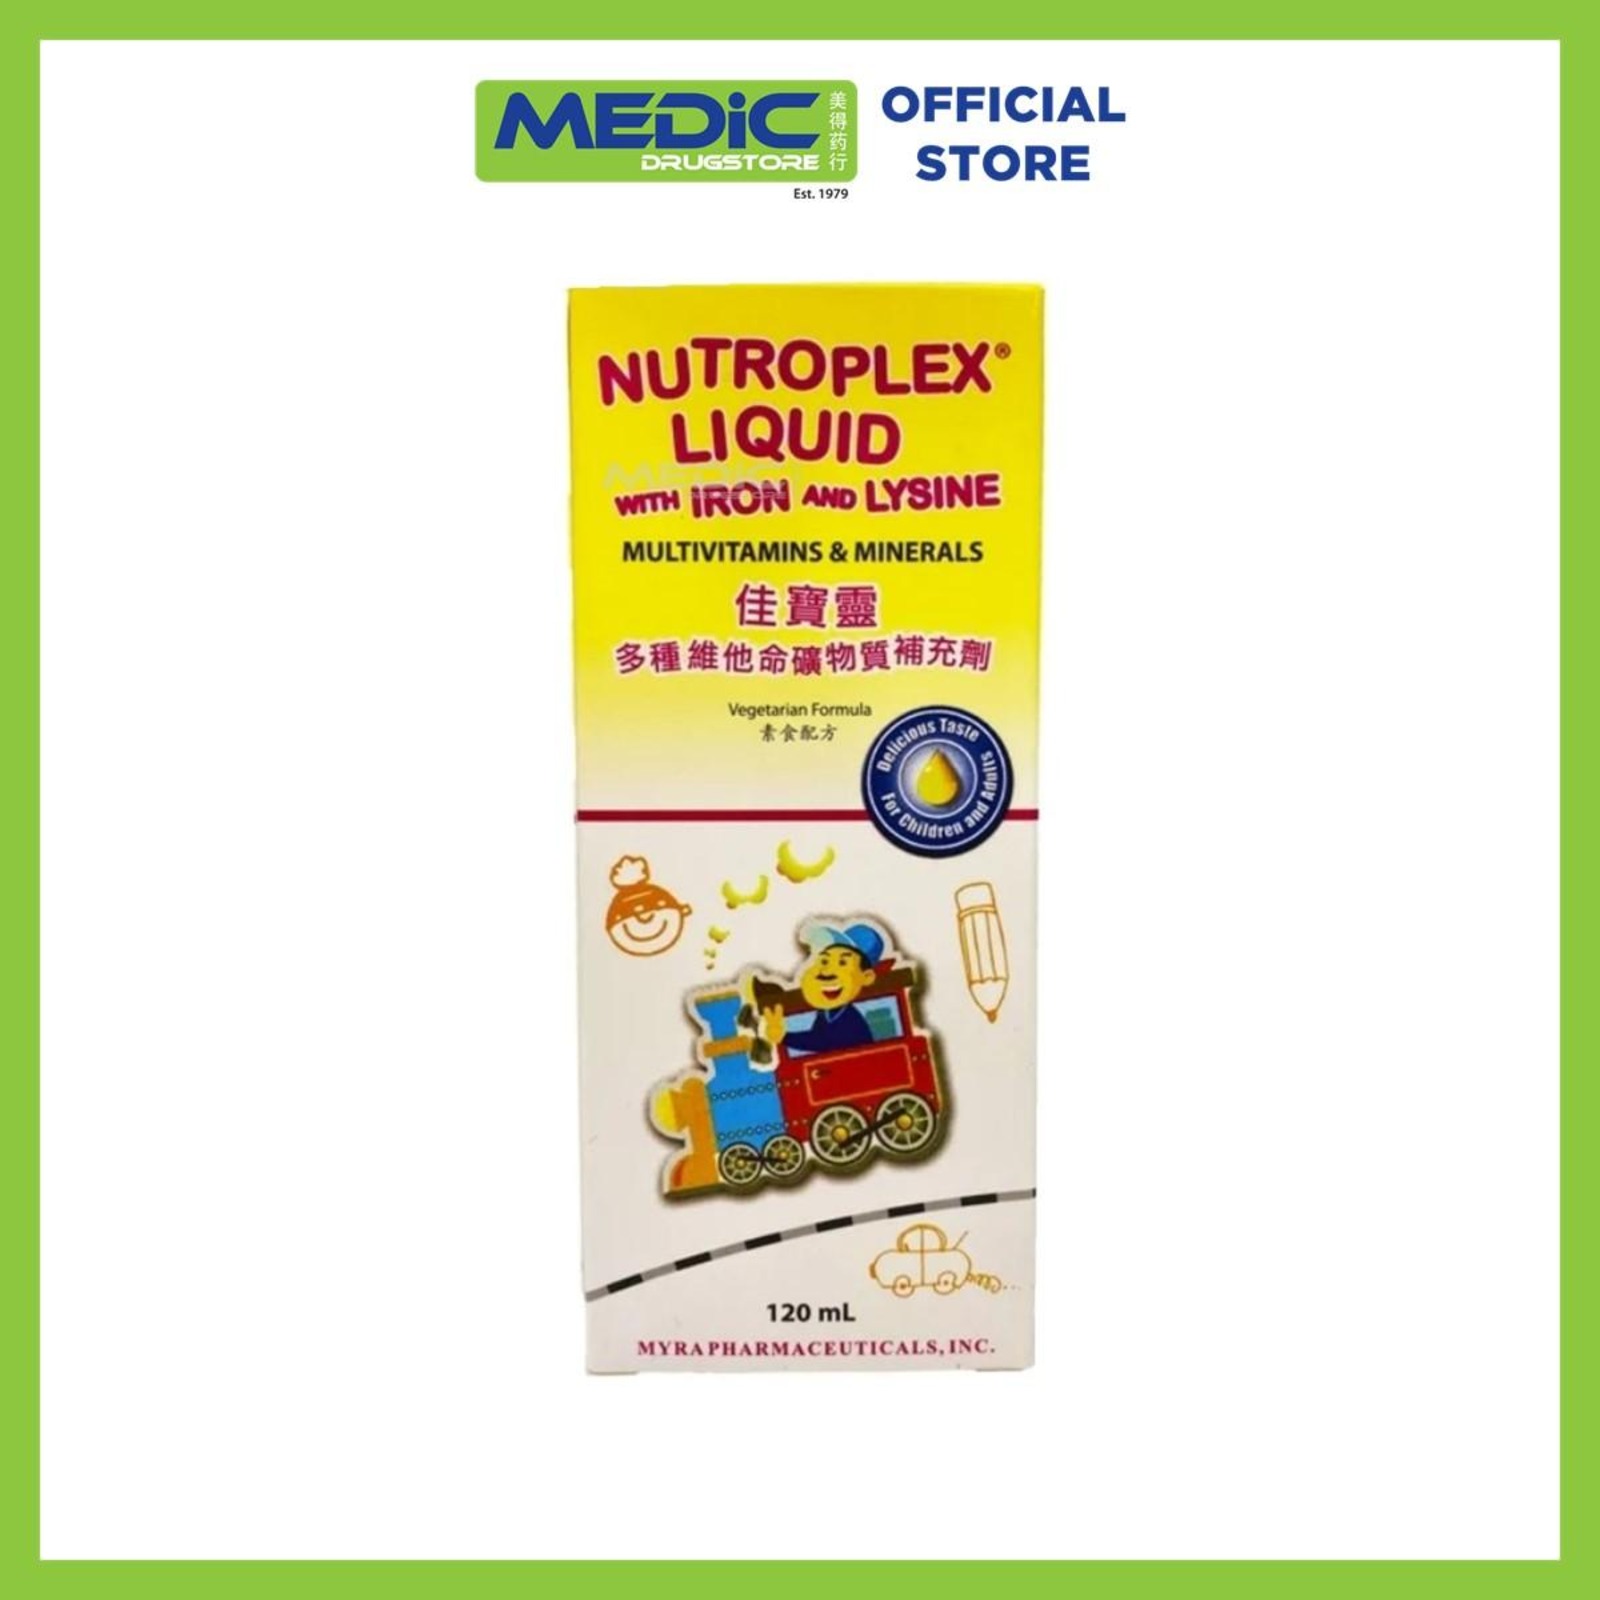 MEDiC
DRUGSTORE
美得药行
Est. 1979
OFFICIAL
STORE
NUTROPLEX®
LIQUID
WITH IRON AND LYSINE
MULTIVITAMINS & MINERALS
佳寶靈
多種維他命礦物質補充劑
Vegetarian Formula
素食配方
Delicious Taste
For Children and Adults
120 mL
MYRA PHARMACEUTICALS, INC.